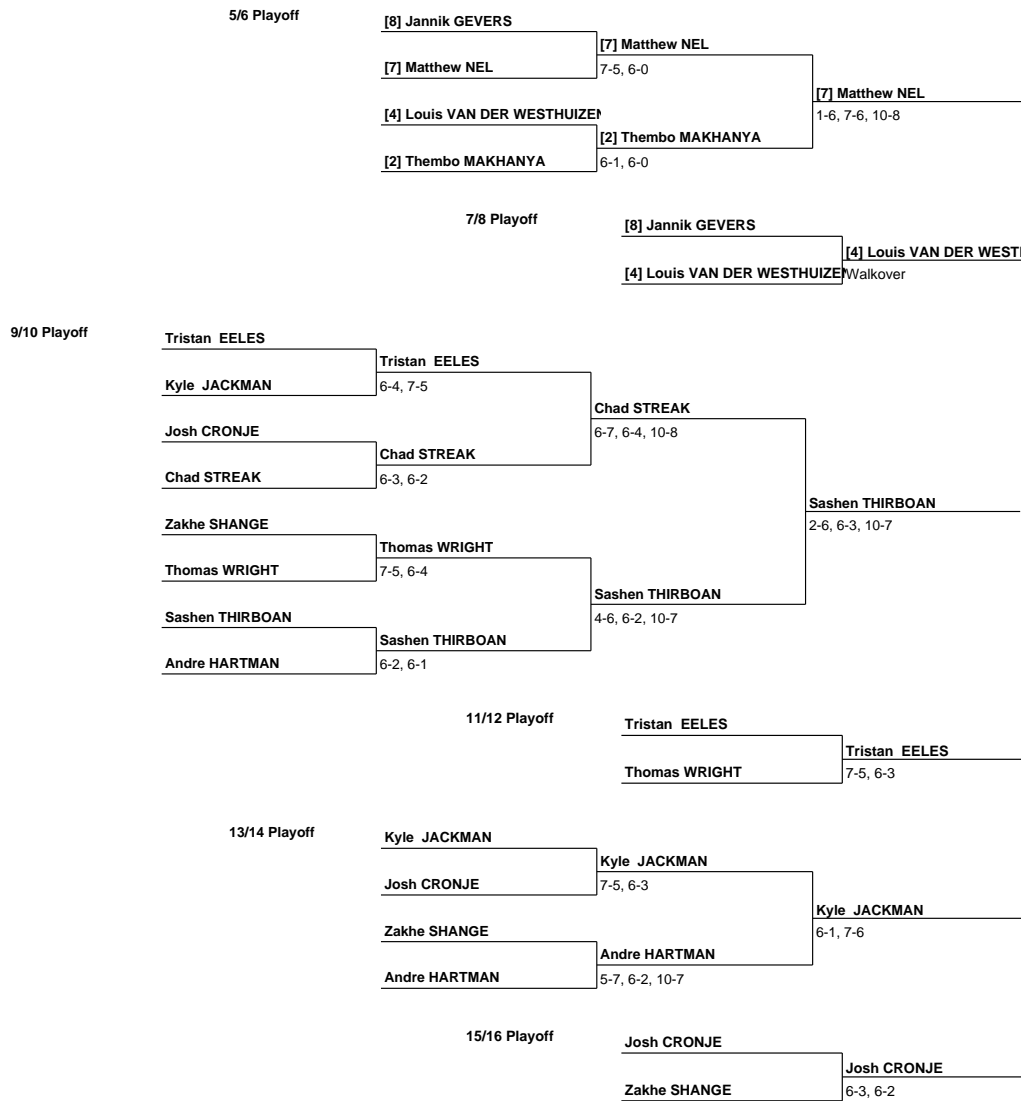 5/6 Playoff
[8] Jannik GEVERS
[7] Matthew NEL
[7] Matthew NEL
7-5, 6-0
[7] Matthew NEL
1-6, 7-6, 10-8
[4] Louis VAN DER WESTHUIZEN
[2] Thembo MAKHANYA
[2] Thembo MAKHANYA
6-1, 6-0
7/8 Playoff
[8] Jannik GEVERS
[4] Louis VAN DER WEST
[4] Louis VAN DER WESTHUIZEN
Walkover
9/10 Playoff
Tristan EELES
Tristan EELES
Kyle JACKMAN
6-4, 7-5
Chad STREAK
6-7, 6-4, 10-8
Josh CRONJE
Chad STREAK
Chad STREAK
6-3, 6-2
Sashen THIRBOAN
2-6, 6-3, 10-7
Zakhe SHANGE
Thomas WRIGHT
Thomas WRIGHT
7-5, 6-4
Sashen THIRBOAN
4-6, 6-2, 10-7
Sashen THIRBOAN
Sashen THIRBOAN
Andre HARTMAN
6-2, 6-1
11/12 Playoff
Tristan EELES
Tristan EELES
Thomas WRIGHT
7-5, 6-3
13/14 Playoff
Kyle JACKMAN
Kyle JACKMAN
Josh CRONJE
7-5, 6-3
Kyle JACKMAN
6-1, 7-6
Zakhe SHANGE
Andre HARTMAN
Andre HARTMAN
5-7, 6-2, 10-7
15/16 Playoff
Josh CRONJE
Josh CRONJE
Zakhe SHANGE
6-3, 6-2